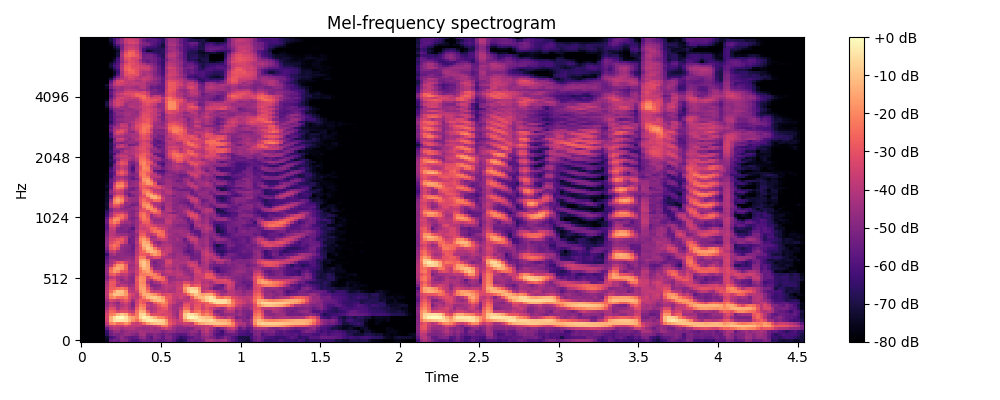 Mel-frequency spectrogram
+0 dB
4096
-10 dB
-20 dB
2048
-30 dB
Hz
-40 dB
1024
-50 dB
512
-60 dB
-70 dB
0
-80 dB
0 0.5 1 1.5 2 2.5 3 3.5 4 4.5
Time